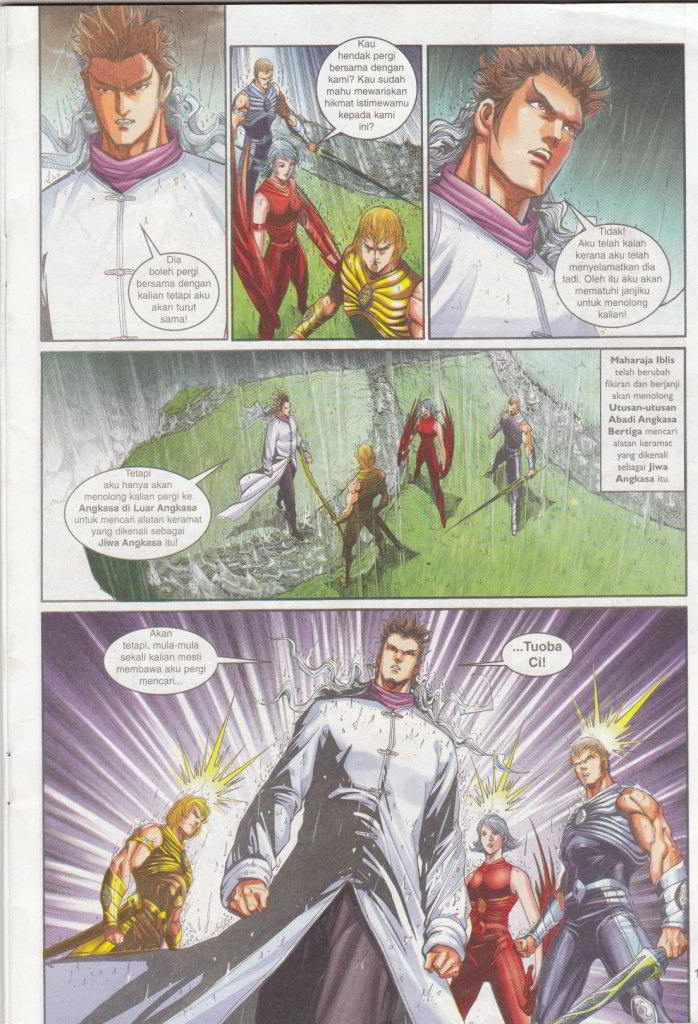 Dia
boleh pergi
bersama dengan
kalian tetapi aku
akan turut
sama!
Kau
hendak pergi
bersama dengan
kami? Kau sudah
mahu mewariskan
hikmat istimewamu
kepada kami
ini?
Tidak!
Aku telah kalah
kerana aku telah
menyelamatkan dia
tadi. Oleh itu aku akan
mematuhi janjiku
untuk menolong
kalian!
Tetapi
aku hanya akan
menolong kalian pergi ke
Angkasa di Luar Angkasa
untuk mencari alatan keramat
yang dikenali sebagai
Jiwa Angkasa itu!
Maharaja Iblis
telah berubah
fikiran dan berjanji
akan menolong
Utusan-utusan
Abadi Angkasa
Bertiga mencari
alatan keramat
yang dikenali
sebagai Jiwa
Angkasa itu.
Akan
tetapi, mula-mula
sekali kalian mesti
membawa aku pergi
mencari...
...Tuoba
Ci!